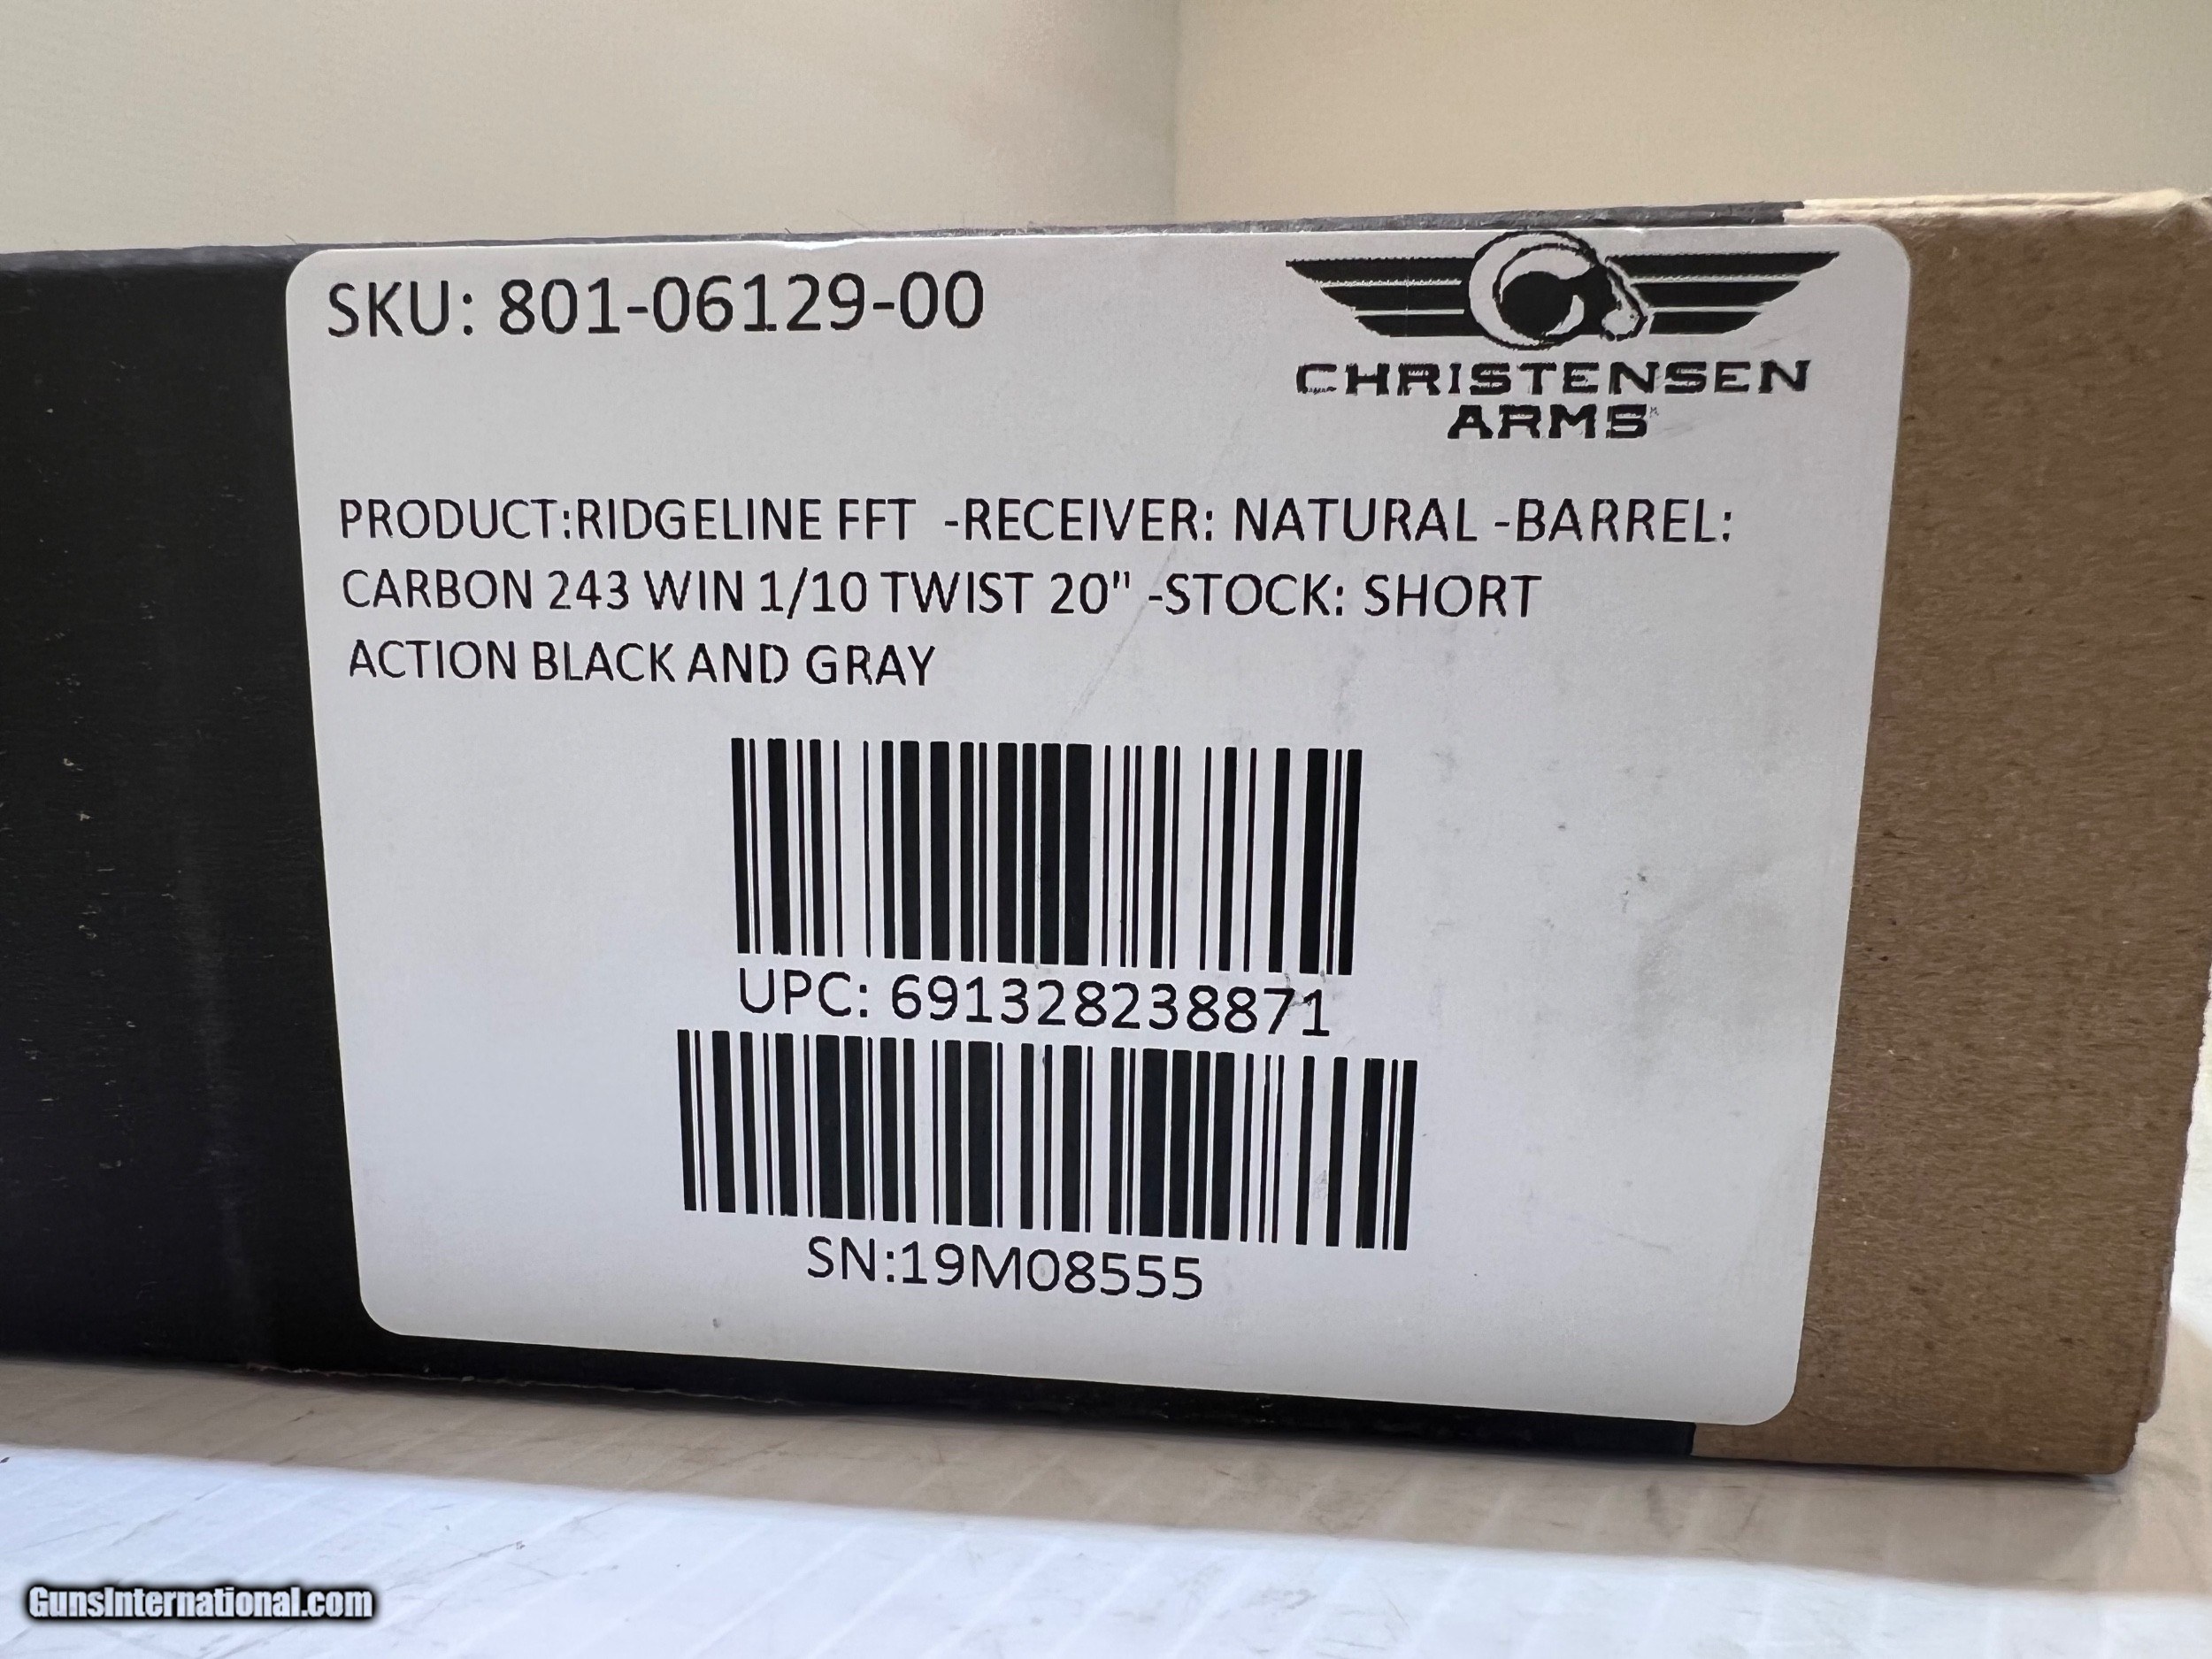 SKU: 801-06129-00
CHRISTENSEN
ARMS
PRODUCT:RIDGELINE FFT -RECEIVER: NATURAL -BARREL:
CARBON 243 WIN 1/10 TWIST 20" -STOCK: SHORT
ACTION BLACK AND GRAY
UPC: 691328238871
SN:19M08555
GunsInternational.com